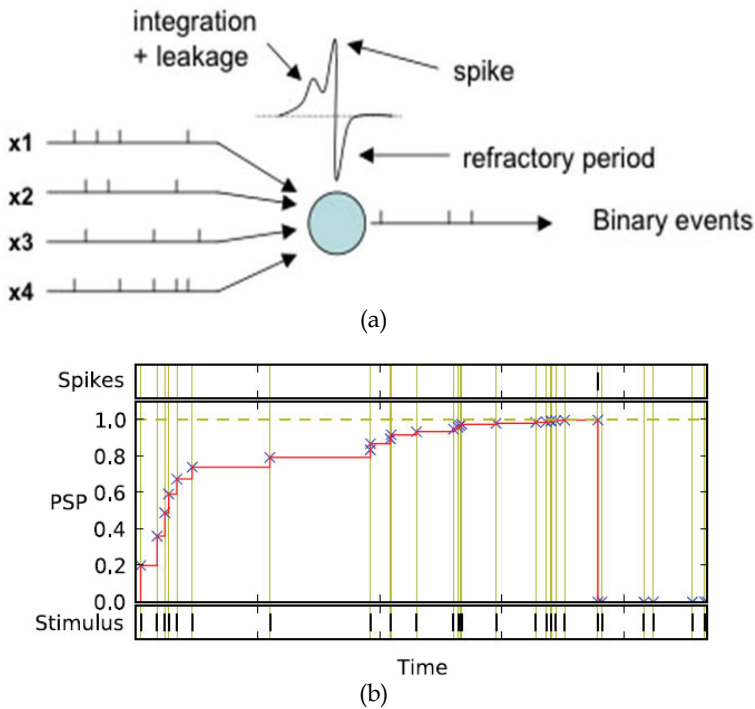 integration
+ leakage
spike
x1
refractory period
x2
x3
Binary events
x4
(a)
Spikes
1.0
0.8
PSP 0.6
0.4
0.2
0.0
Stimulus
Time
(b)